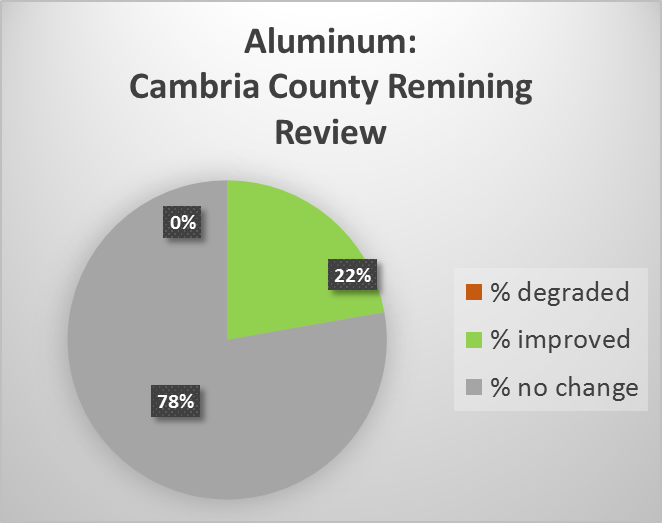 Aluminum:
Cambria County Remining
Review
0%
22%
78%
% degraded
% improved
% no change